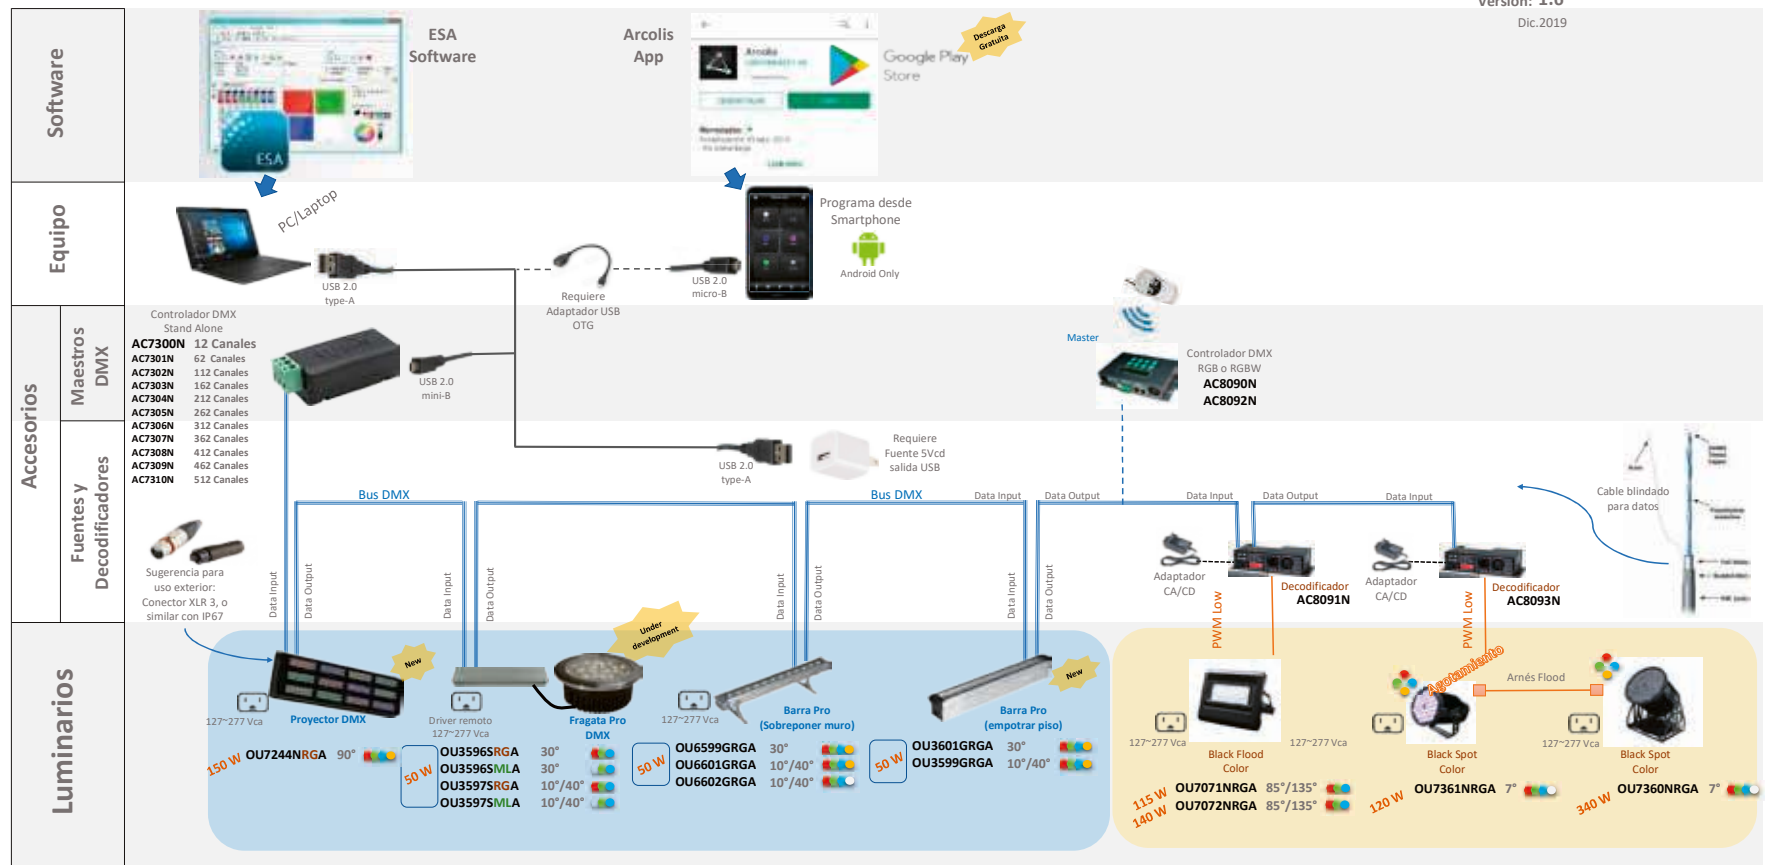 Versión: 1.6
Dic.2019
Software
ESA
Software
ESA
Arcolis
App
Arcolis
Google Play
Store
Descarga
Gratuita
Equipo
PC/Laptop
USB 2.0
type-A
Requiere
Adaptador USB
OTG
USB 2.0
micro-B
Programa desde
Smartphone
Android Only
Accesorios
Maestros
DMX
Controlador DMX
Stand Alone
AC7300N 12 Canales
AC7301N 62 Canales
AC7302N 112 Canales
AC7303N 162 Canales
AC7304N 212 Canales
AC7305N 262 Canales
AC7306N 312 Canales
AC7307N 362 Canales
AC7308N 412 Canales
AC7309N 462 Canales
AC7310N 512 Canales
USB 2.0
mini-B
Master
Controlador DMX
RGB o RGBW
AC8090N
AC8092N
Fuentes y
Decodificadores
USB 2.0
type-A
Requiere
Fuente 5Vcd
salida USB
Cable blindado
para datos
Bus DMX
Bus DMX
Data Input
Data Output
Data Input
Data Output
Data Input
Sugerencia para
uso exterior:
Conector XLR 3, o
similar con IP67
Data Input
Data Output
Data Input
Data Output
Data Input
Data Output
Data Input
Data Output
Adaptador
CA/CD
Decodificador
AC8091N
Adaptador
CA/CD
Decodificador
AC8093N
PWM Low
PWM Low
Luminarios
New
127~277 Vca
Proyector DMX
150 W
OU7244NRGA 90°
Under
development
Driver remoto
127~277 Vca
Fragata Pro
DMX
50 W
OU3596SRGA 30°
OU3596SMLA 30°
OU3597SRGA 10°/40°
OU3597SMLA 10°/40°
127~277 Vca
Barra Pro
(Sobreponer muro)
50 W
OU6599GRGA 30°
OU6601GRGA 10°/40°
OU6602GRGA 10°/40°
New
Barra Pro
(empotrar piso)
50 W
OU3601GRGA 30°
OU3599GRGA 10°/40°
127~277 Vca
Black Flood
Color
115 W OU7071NRGA 85°/135°
140 W OU7072NRGA 85°/135°
127~277 Vca
Agotamiento
Black Spot
Color
120 W
OU7361NRGA 7°
Arnés Flood
127~277 Vca
Black Spot
Color
340 W
OU7360NRGA 7°